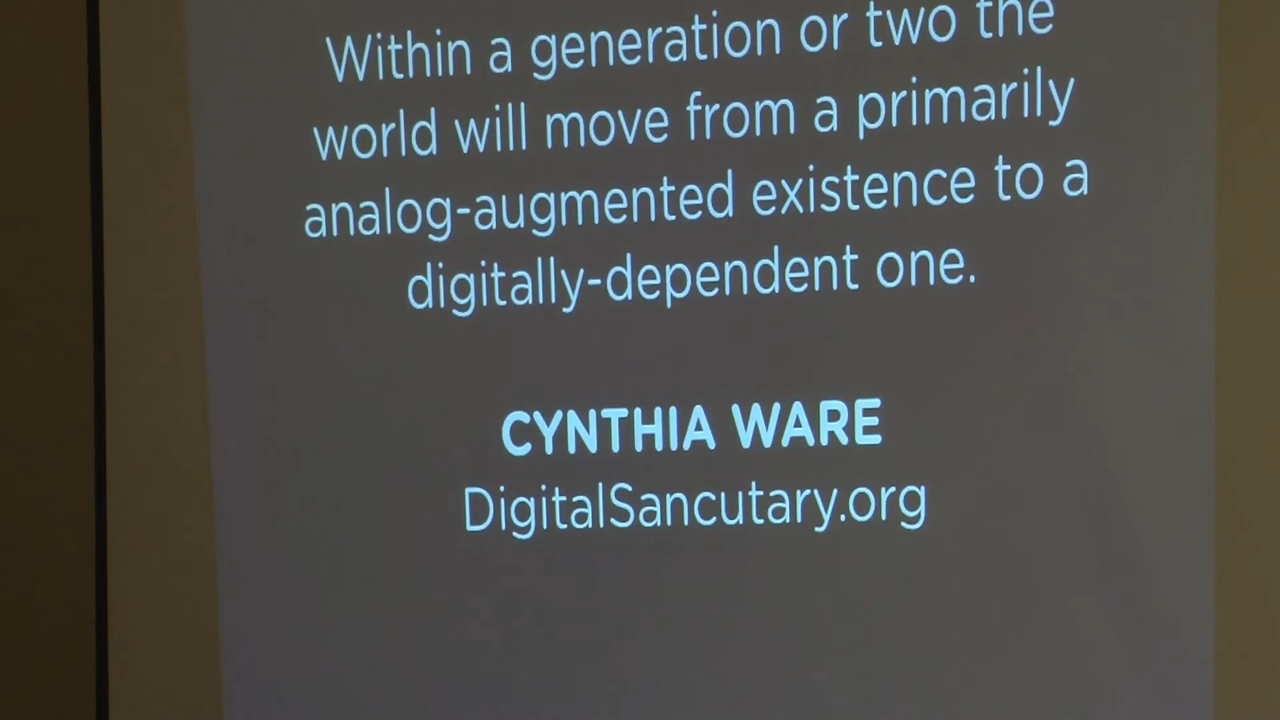 Within a generation or two the
world will move from a primarily
analog-augmented existence to a
digitally-dependent one.
CYNTHIA WARE
DigitalSancutary.org